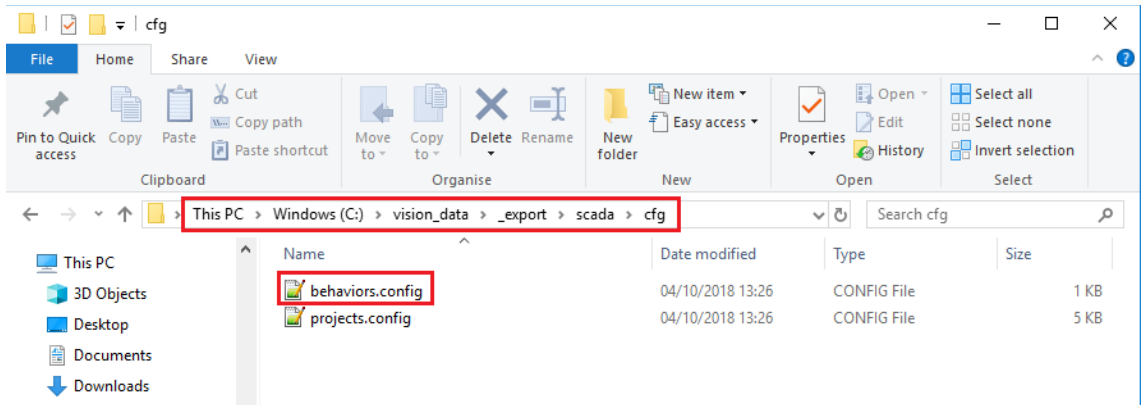 cfg
File Home Share View
Pin to Quick access
Copy
Paste
Cut
Copy path
Paste shortcut
Clipboard
Move to
Copy to
Delete
Rename
Organise
New folder
New item
Easy access
New
Properties
Open
Edit
History
Open
Select all
Select none
Invert selection
Select
This PC > Windows (C:) > vision_data > _export > scada > cfg
Search cfg
Name Date modified Type Size
behaviors.config 04/10/2018 13:26 CONFIG File 1 KB
projects.config 04/10/2018 13:26 CONFIG File 5 KB
This PC
3D Objects
Desktop
Documents
Downloads